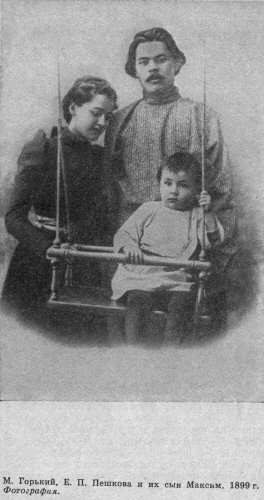 М. Горький, Е. П. Пешкова и их сын Максим. 1899 г.
Фотография.